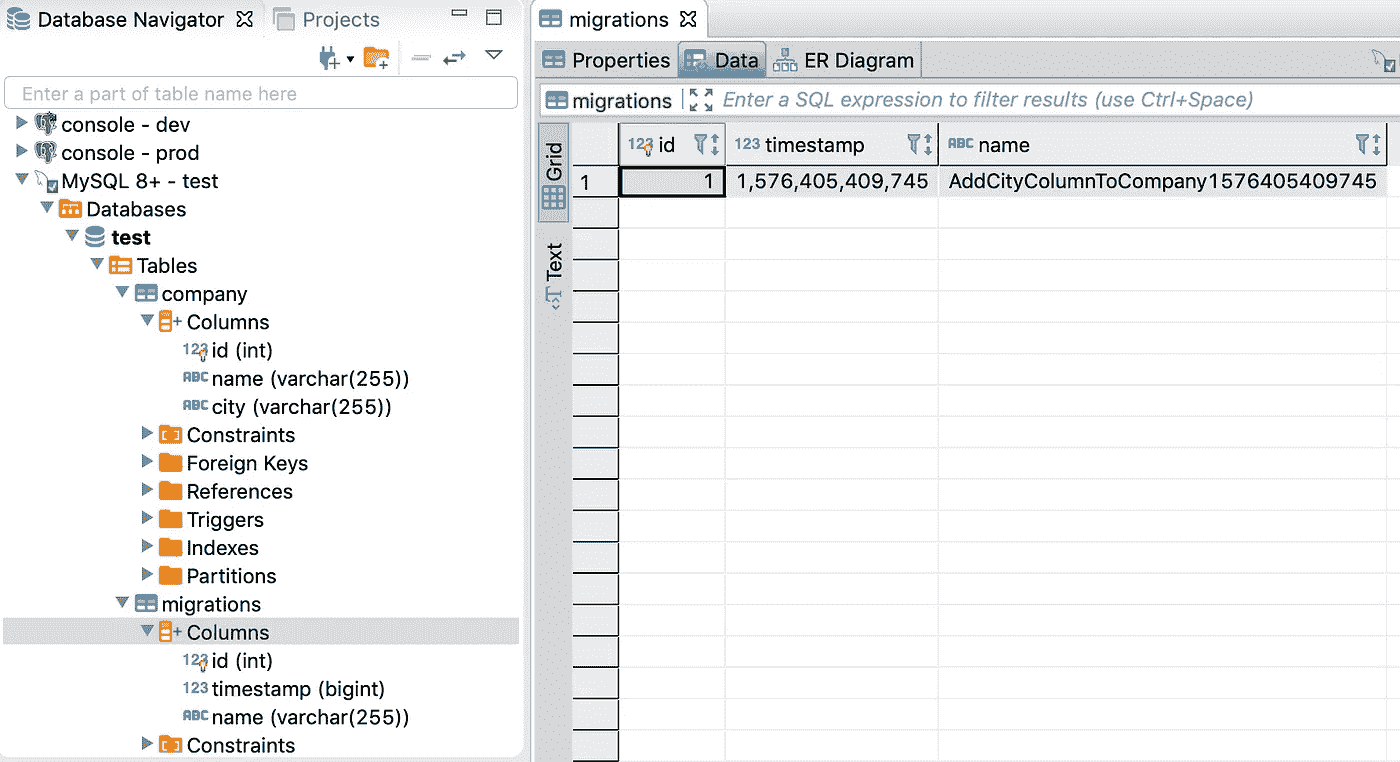 Database Navigator
Projects
Enter a part of table name here
console - dev
console - prod
MySQL 8+ - test
Databases
test
Tables
company
Columns
123 id (int)
ABC name (varchar(255))
ABC city (varchar(255))
Constraints
Foreign Keys
References
Triggers
Indexes
Partitions
migrations
Columns
123 id (int)
123 timestamp (bigint)
ABC name (varchar(255))
Constraints
migrations
Properties Data ER Diagram
migrations Enter a SQL expression to filter results (use Ctrl+Space)
Grid
Text
123 id 123 timestamp ABC name
1 1 1,576,405,409,745 AddCityColumnToCompany1576405409745